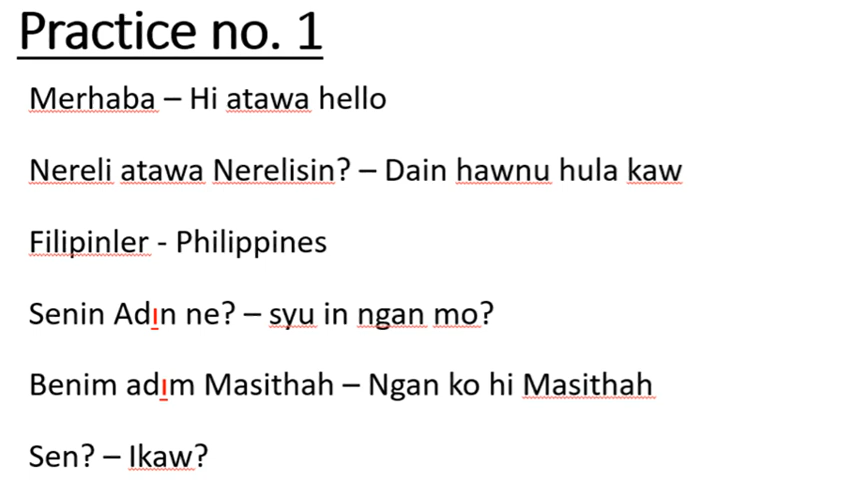 Practice no. 1
Merhaba – Hi atawa hello
Nereli atawa Nerelisin? – Dain hawnu hula kaw
Filipinler - Philippines
Senin Adın ne? – syu in ngan mo?
Benim adım Masithah – Ngan ko hi Masithah
Sen? – Ikaw?